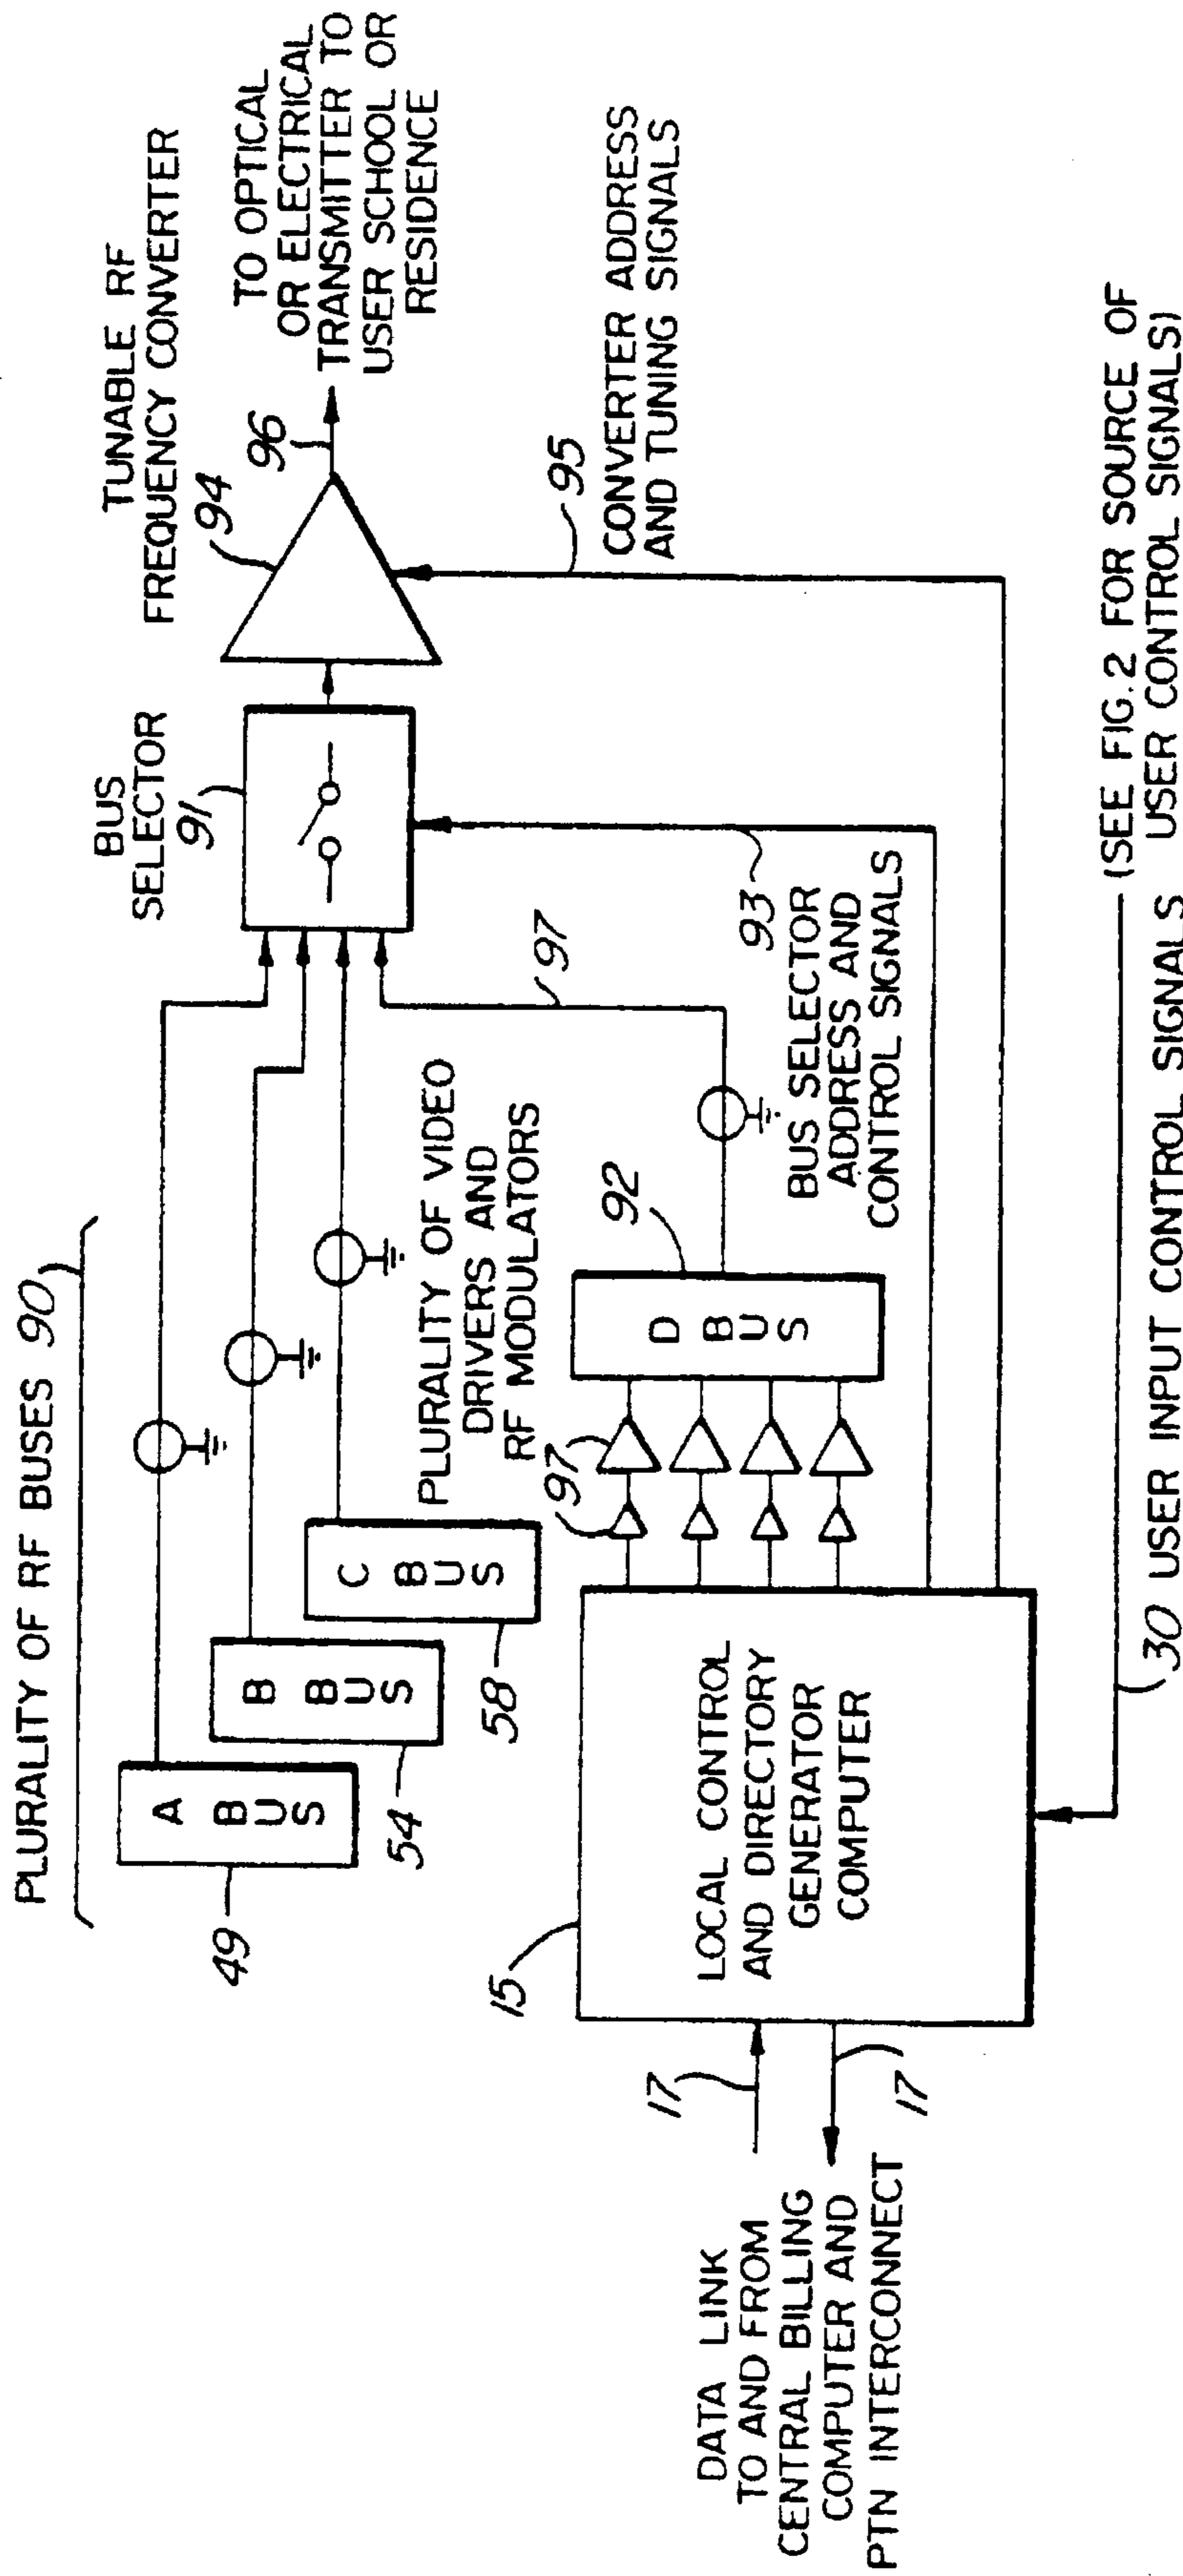 PLURALITY OF RF BUSES 90
A BUS
49
B BUS
54
C BUS
58
BUS
SELECTOR
91
TUNABLE RF
FREQUENCY CONVERTER
94
96
TO OPTICAL
OR ELECTRICAL
TRANSMITTER TO
USER SCHOOL OR
RESIDENCE
PLURALITY OF VIDEO
DRIVERS AND
RF MODULATORS
97
D BUS
92
97
BUS SELECTOR
ADDRESS AND
CONTROL SIGNALS
93
95
CONVERTER ADDRESS
AND TUNING SIGNALS
15
LOCAL CONTROL
AND DIRECTORY
GENERATOR
COMPUTER
17
17
DATA LINK
TO AND FROM
CENTRAL BILLING
COMPUTER AND
PTN INTERCONNECT
30 USER INPUT CONTROL SIGNALS
(SEE FIG. 2 FOR SOURCE OF
USER CONTROL SIGNALS)